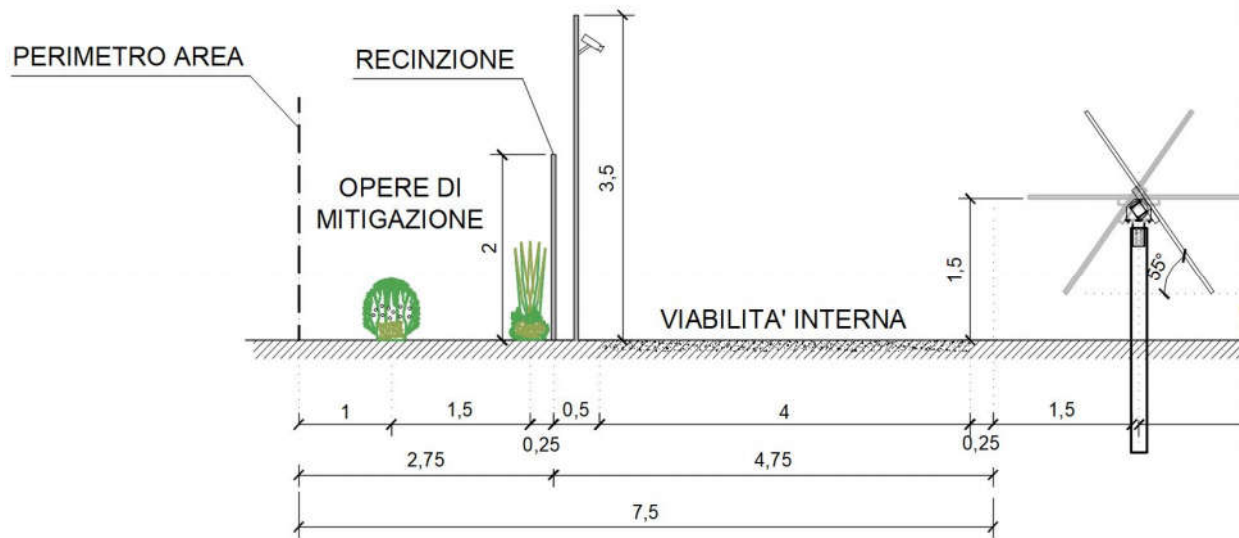 PERIMETRO AREA
RECINZIONE
OPERE DI
MITIGAZIONE
2
3,5
1,5
55°
VIABILITA' INTERNA
1
1,5
0,25
0,5
4
0,25
1,5
2,75
4,75
7,5